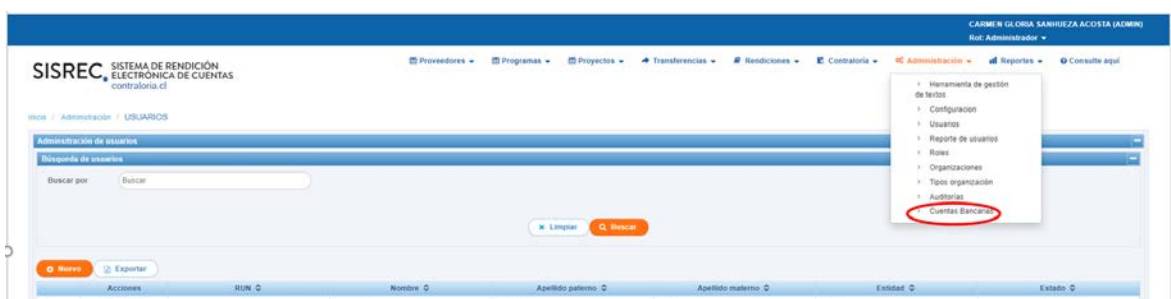 CARMEN GLORIA SANHUEZA ACOSTA (ADMIN)
Rol: Administrador
SISREC SISTEMA DE RENDICIÓN
ELECTRÓNICA DE CUENTAS
contraloria.cl
Proveedores Programas Proyectos Transferencias Rendiciones Contraloría Administración Reportes Consulte aquí
Herramienta de gestión
de textos
Configuracion
Usuarios
Reporte de usuarios
Roles
Organizaciones
Tipos organización
Auditorías
Cuentas Bancarias
Inicio / Administración / USUARIOS
Adminsitración de usuarios
Búsqueda de usuarios
Buscar por Buscar
Limpiar Buscar
Nuevo Exportar
Acciones RUN Nombre Apellido paterno Apellido materno Entidad Estado